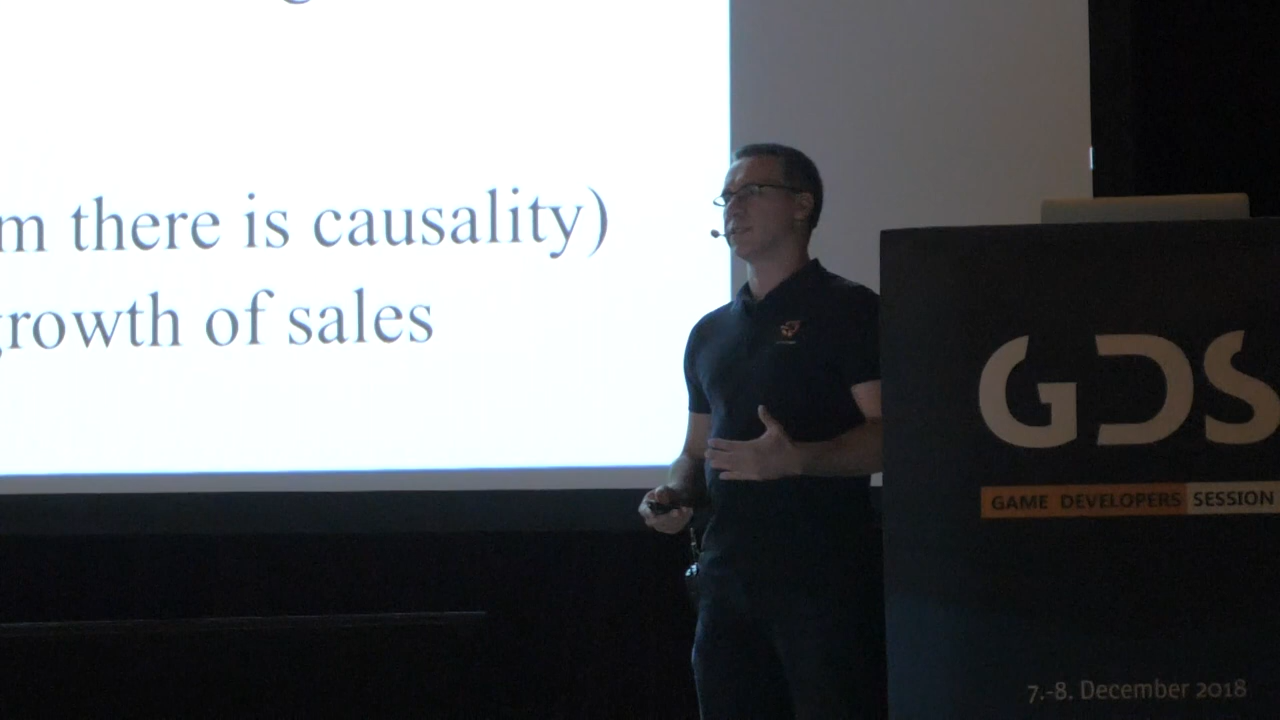 there is causality)
growth of sales
GDS
GAME DEVELOPERS SESSION
7.-8. December 2018